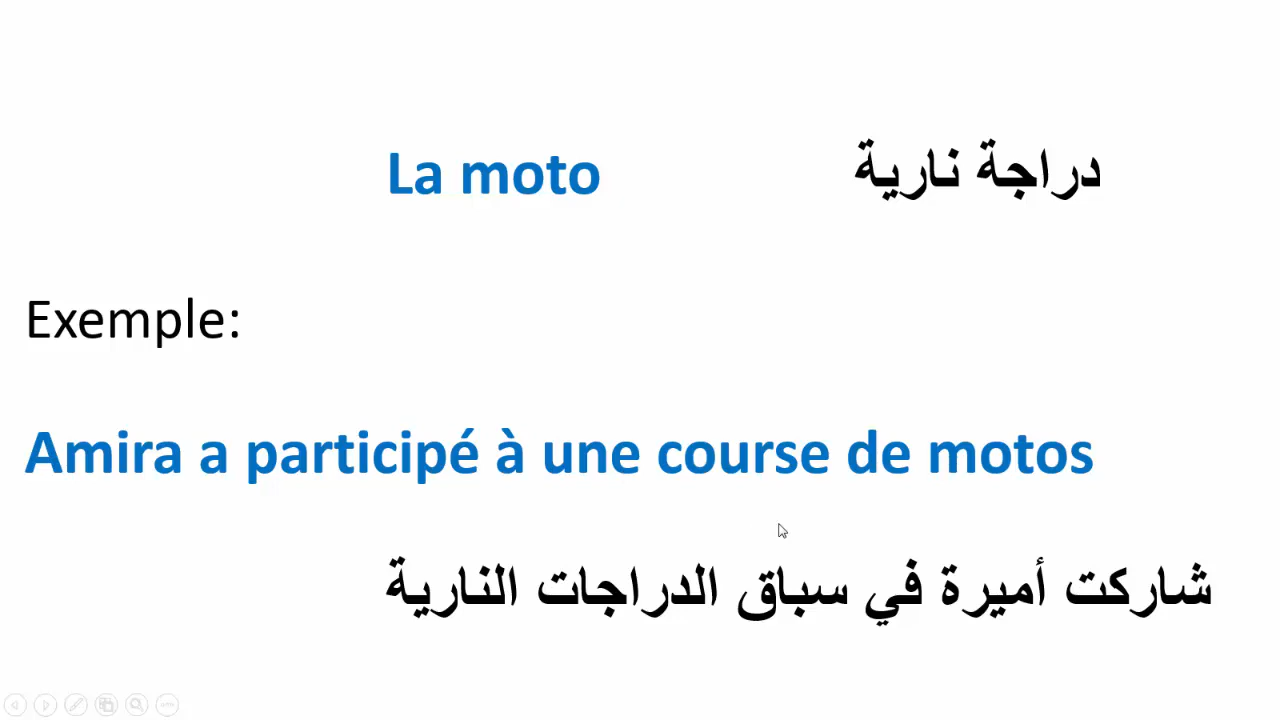 La moto دراجة نارية
Exemple:
Amira a participé à une course de motos
شاركت أميرة في سباق الدراجات النارية